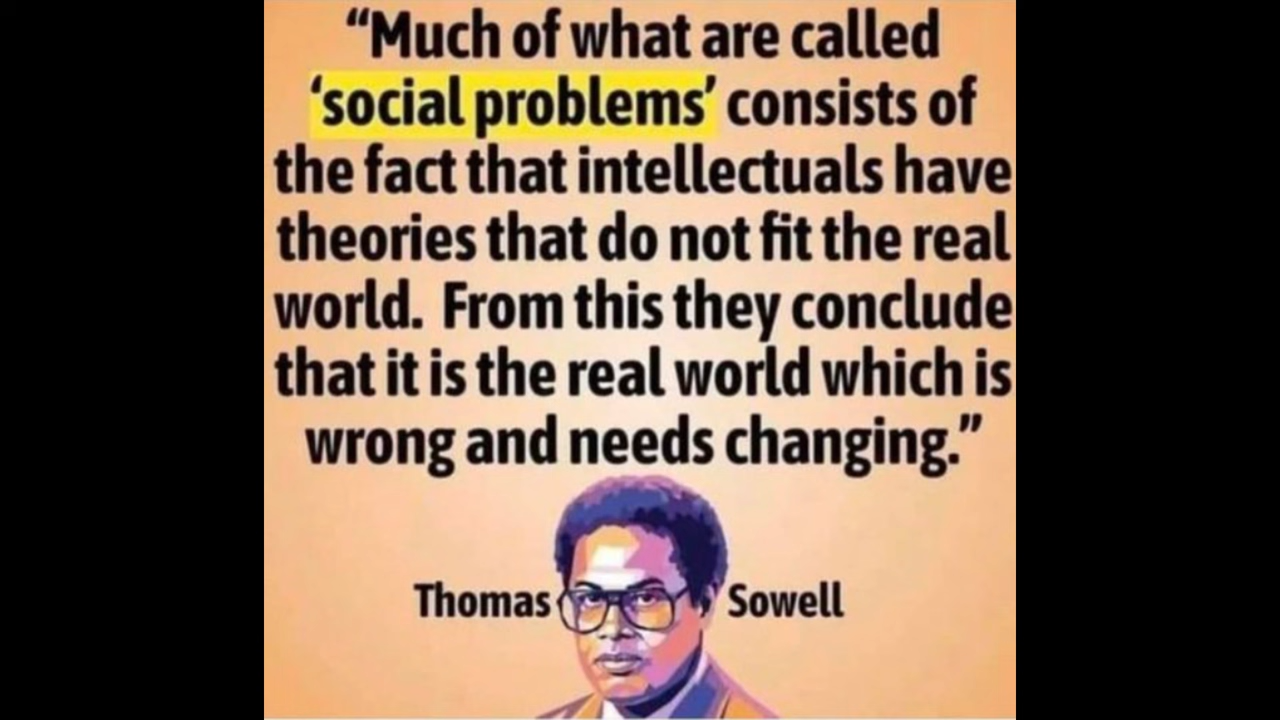 “Much of what are called
‘social problems’ consists of
the fact that intellectuals have
theories that do not fit the real
world. From this they conclude
that it is the real world which is
wrong and needs changing.”
Thomas Sowell